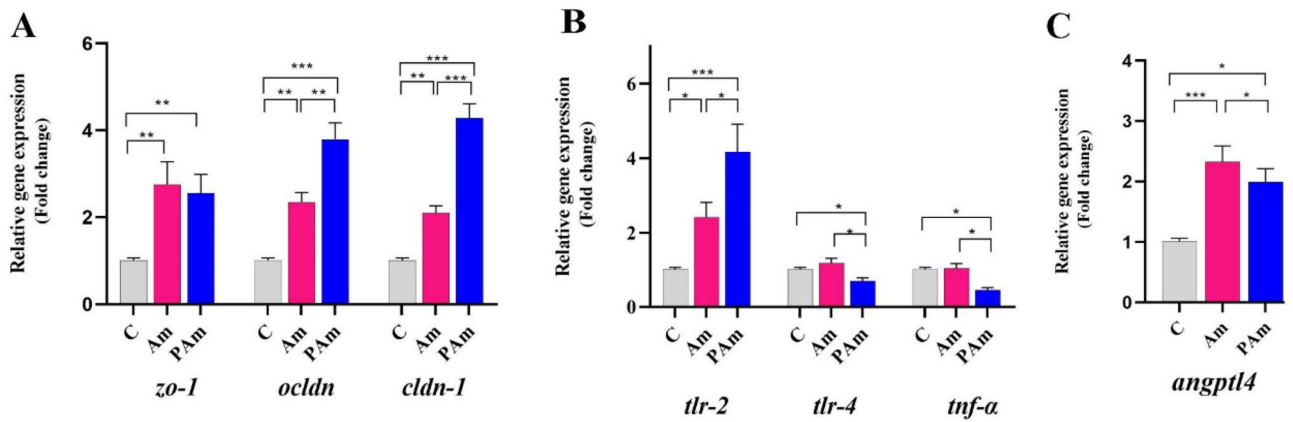 A
Relative gene expression
(Fold change)
6
4
2
0
**
**
***
**
**
***
**
***
C
Am
PAm
C
Am
PAm
C
Am
PAm
zo-1
ocldn
cldn-1
B
Relative gene expression
(Fold change)
6
4
2
0
***
*
*
*
*
*
*
C
Am
PAm
C
Am
PAm
C
Am
PAm
tlr-2
tlr-4
tnf-α
C
Relative gene expression
(Fold change)
4
3
2
1
0
*
***
*
C
Am
PAm
angptl4